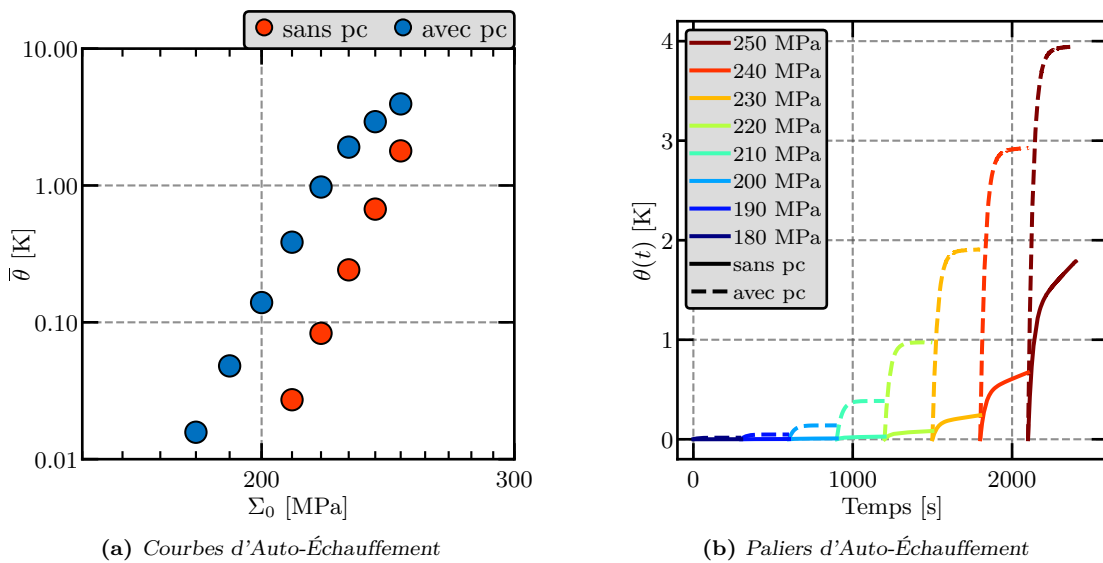 sans pc avec pc
10.00
1.00
0.10
0.01
θ̅ [K]
200 300
Σ₀ [MPa]
(a) Courbes d'Auto-Échauffement
250 MPa
240 MPa
230 MPa
220 MPa
210 MPa
200 MPa
190 MPa
180 MPa
sans pc
avec pc
4
3
2
1
0
θ(t) [K]
0 1000 2000
Temps [s]
(b) Paliers d'Auto-Échauffement